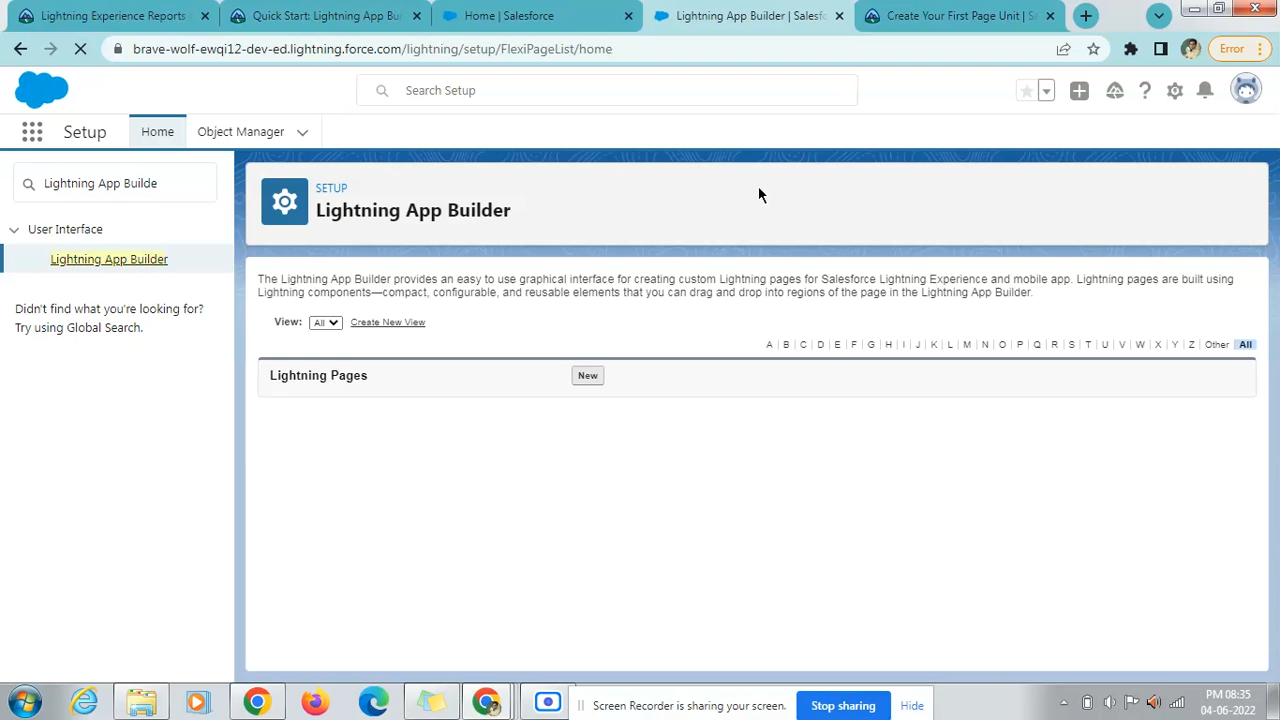 Lightning Experience Reports
Quick Start: Lightning App Bu
Home | Salesforce
Lightning App Builder | Salesfo
Create Your First Page Unit | S
brave-wolf-ewqi12-dev-ed.lightning.force.com/lightning/setup/FlexiPageList/home
Error
Search Setup
Setup
Home
Object Manager
Lightning App Builde
SETUP
Lightning App Builder
User Interface
Lightning App Builder
Didn't find what you're looking for?
Try using Global Search.
The Lightning App Builder provides an easy to use graphical interface for creating custom Lightning pages for Salesforce Lightning Experience and mobile app. Lightning pages are built using
Lightning components—compact, configurable, and reusable elements that you can drag and drop into regions of the page in the Lightning App Builder.
View: All Create New View
A | B | C | D | E | F | G | H | I | J | K | L | M | N | O | P | Q | R | S | T | U | V | W | X | Y | Z | Other All
Lightning Pages
New
Screen Recorder is sharing your screen.
Stop sharing
Hide
PM 08:35
04-06-2022